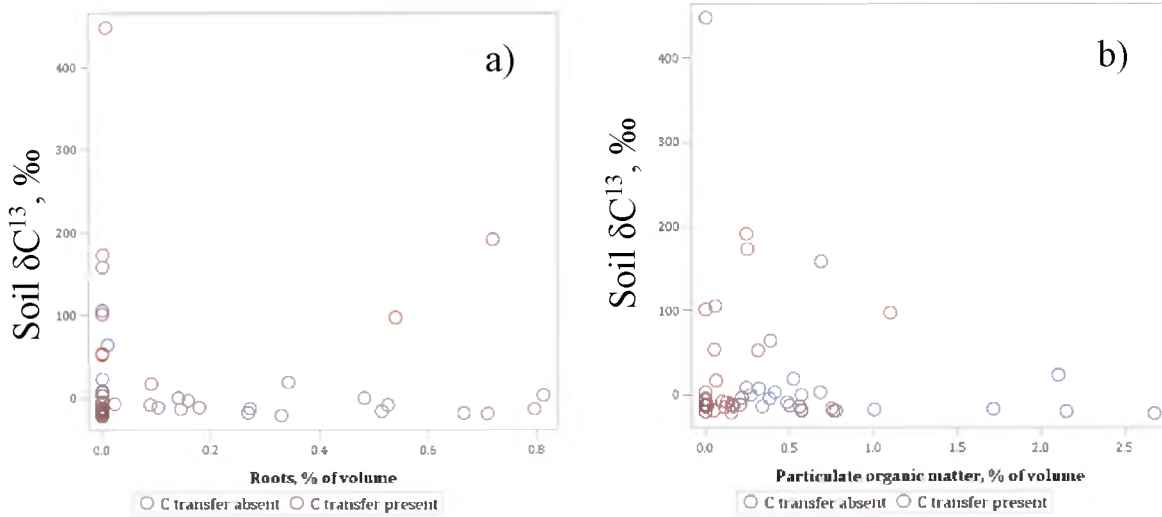 a)
Soil δC¹³, ‰
400
300
200
100
0
0.0 0.2 0.4 0.6 0.8
Roots, % of volume
C transfer absent C transfer present
b)
Soil δC¹³, ‰
400
300
200
100
0
0.0 0.5 1.0 1.5 2.0 2.5
Particulate organic matter, % of volume
C transfer absent C transfer present